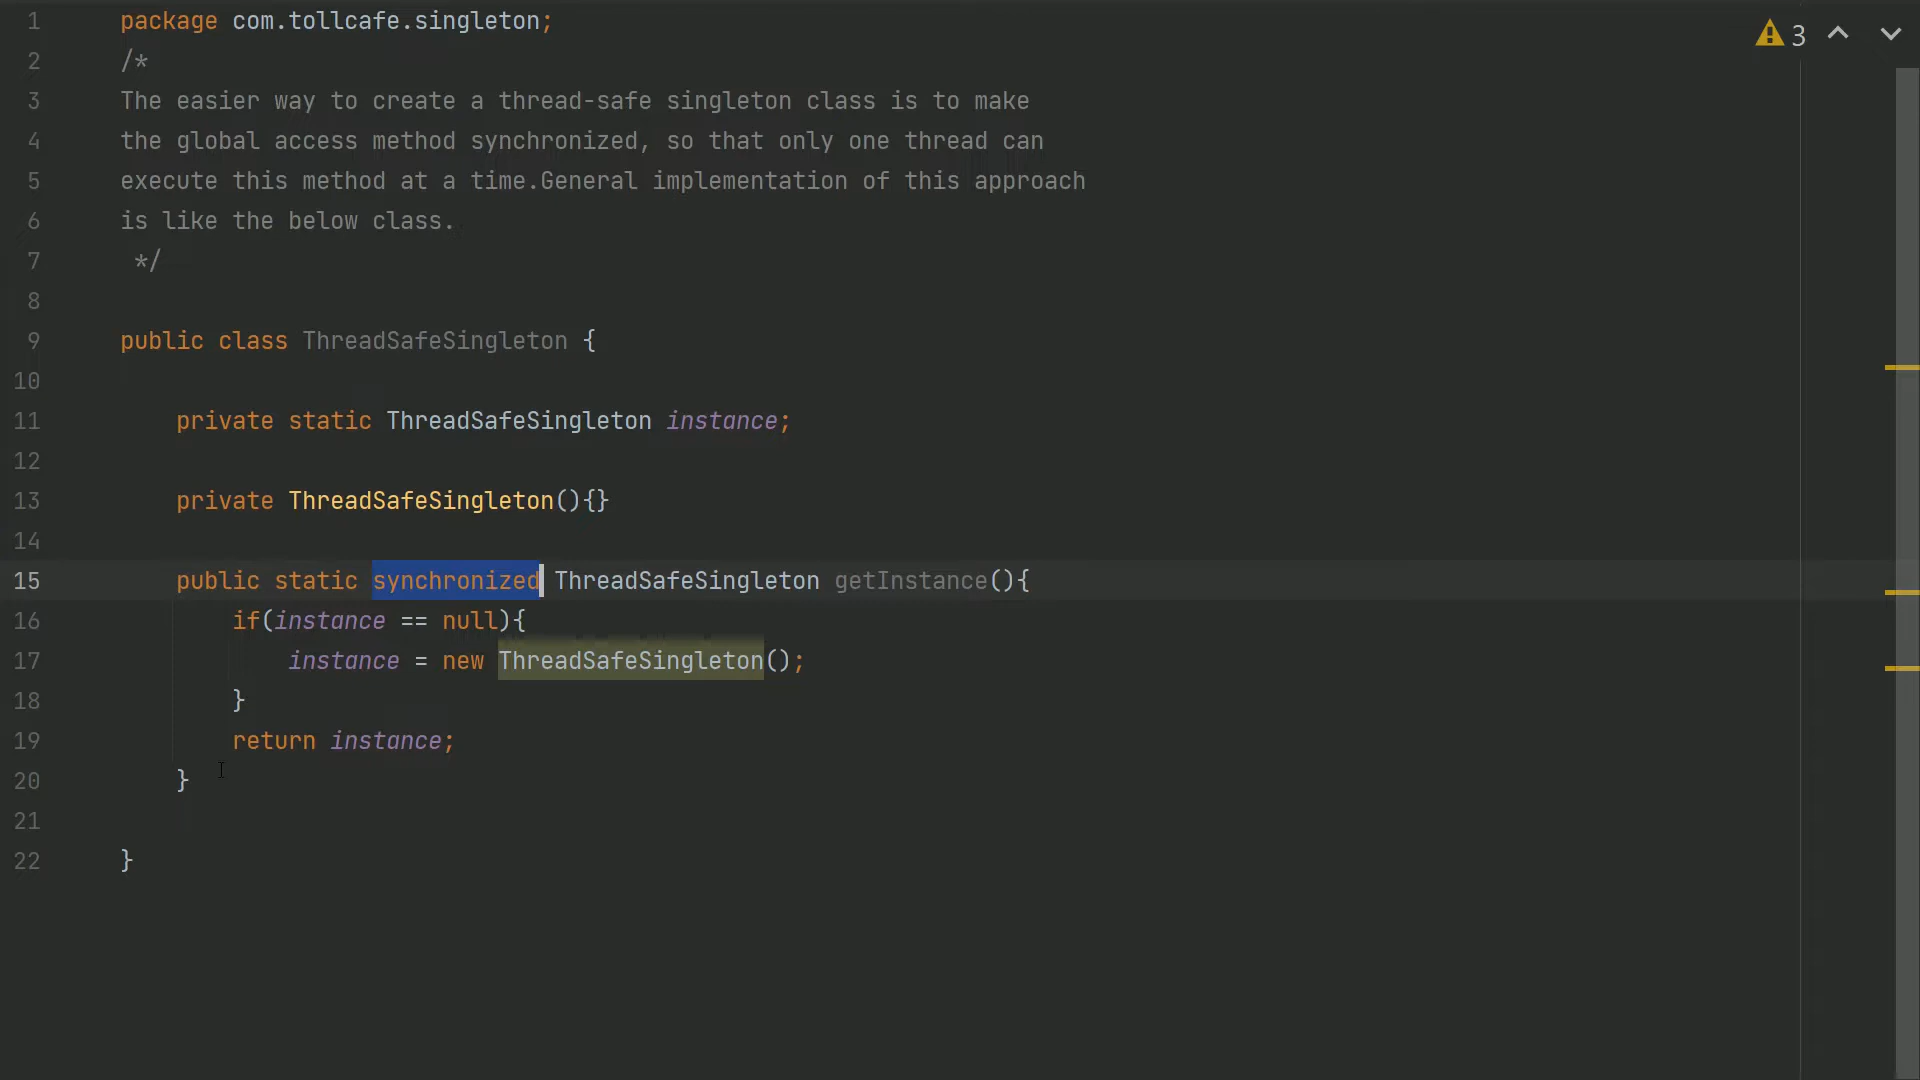 1 package com.tollcafe.singleton;
2 /*
3 The easier way to create a thread-safe singleton class is to make
4 the global access method synchronized, so that only one thread can
5 execute this method at a time.General implementation of this approach
6 is like the below class.
7 */
8
9 public class ThreadSafeSingleton {
10
11 private static ThreadSafeSingleton instance;
12
13 private ThreadSafeSingleton(){}
14
15 public static synchronized ThreadSafeSingleton getInstance(){
16 if(instance == null){
17 instance = new ThreadSafeSingleton();
18 }
19 return instance;
20 }
21
22 }
3